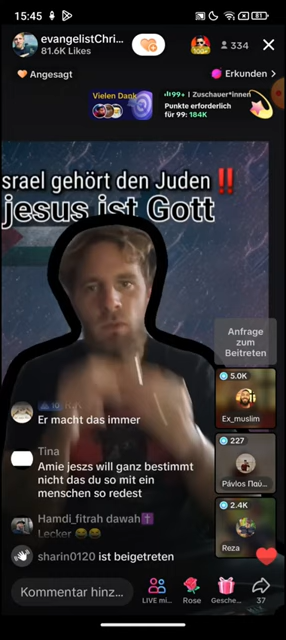 15:45
81
evangelistChri...
81.6K Likes
334
Angesagt
Erkunden >
Vielen Dank
99+ | Zuschauer*innen
Punkte erforderlich
für 99: 184K
srael gehört den Juden ‼️
jesus ist Gott
Anfrage
zum
Beitreten
5.0K
Ex_muslim
Er macht das immer
227
Pávlos Παύ...
Tina
Amie jeszs will ganz bestimmt
nicht das du so mit ein
menschen so redest
2.4K
Reza
Hamdi_fitrah dawah✝️
Lecker 😂😂
sharin0120 ist beigetreten
Kommentar hinz...
LIVE mi...
Rose
Gesche...
37